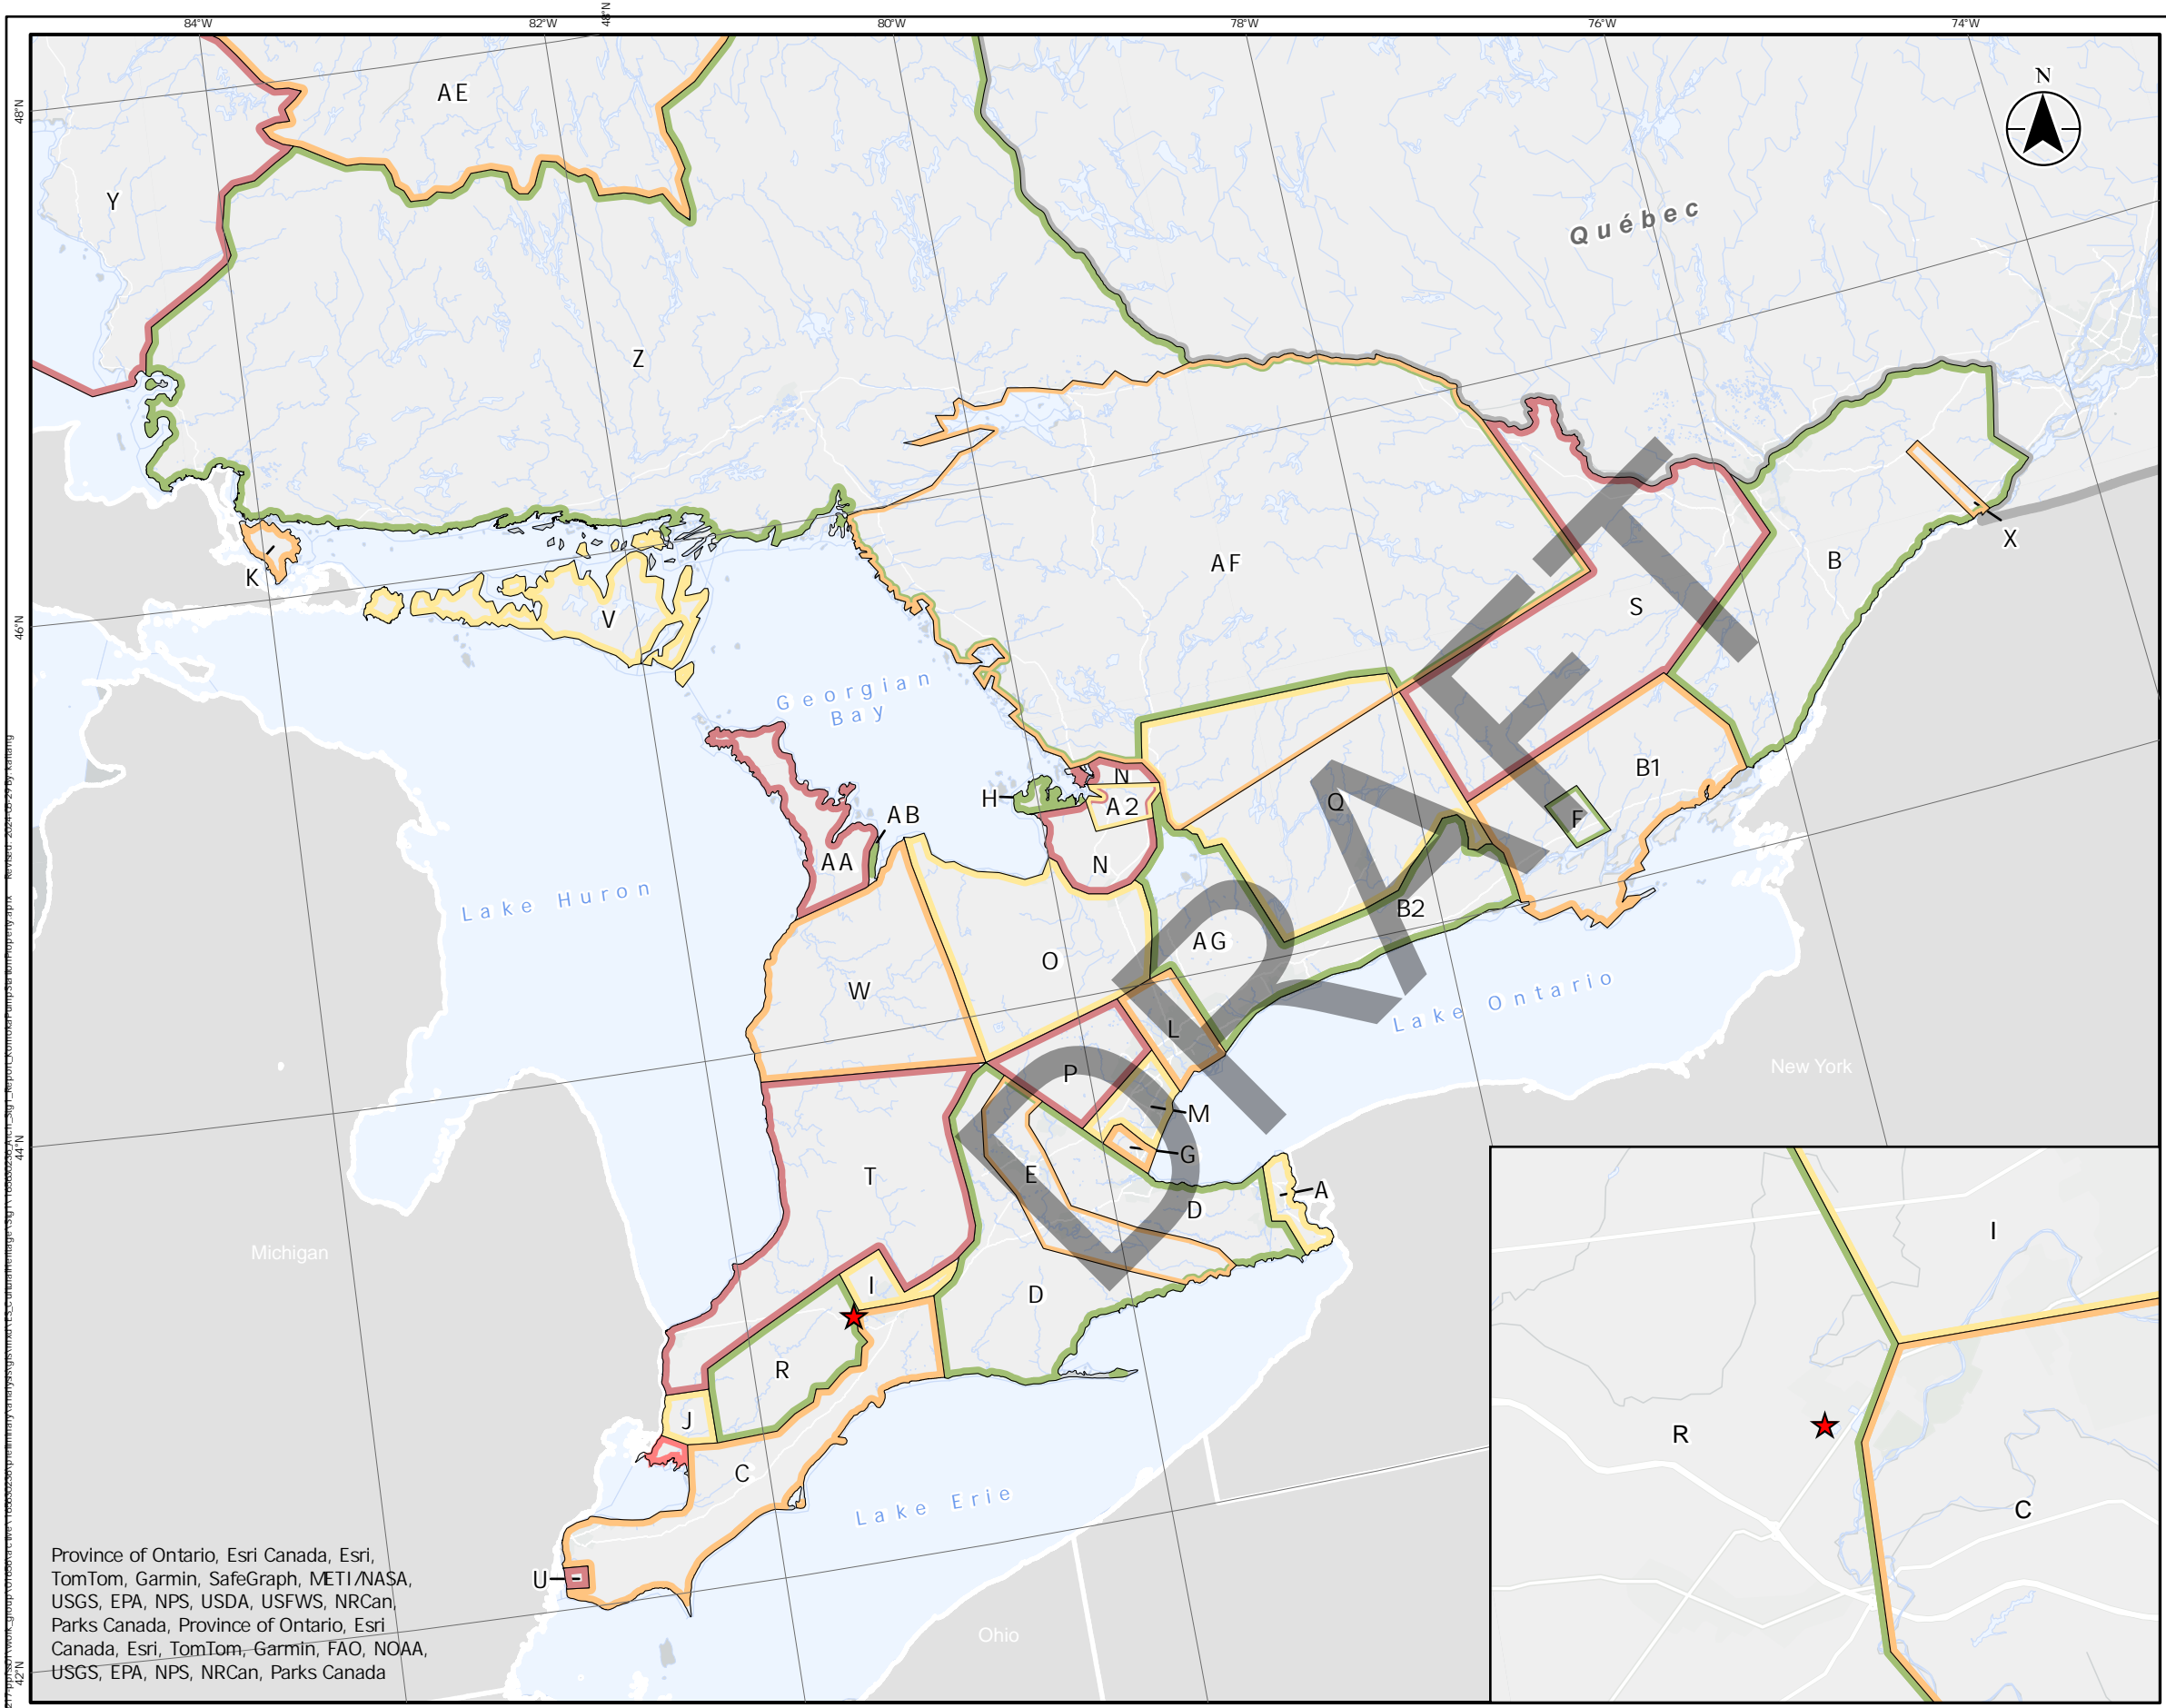 84°W
82°W
48°N
80°W
78°W
76°W
74°W
48°N
46°N
44°N
42°N
N
AE
Y
Québec
Z
AF
X
B
K
S
V
Georgian
Bay
B1
N
H
A2
Q
F
AB
AA
N
Lake Huron
B2
AG
O
W
Lake Ontario
L
New York
P
M
G
T
E
A
D
Michigan
I
D
R
J
C
Lake Erie
U
Ohio
I
R
C
DRAFT
Province of Ontario, Esri Canada, Esri,
TomTom, Garmin, SafeGraph, METI/NASA,
USGS, EPA, NPS, USDA, USFWS, NRCan,
Parks Canada, Province of Ontario, Esri
Canada, Esri, TomTom, Garmin, FAO, NOAA,
USGS, EPA, NPS, NRCan, Parks Canada